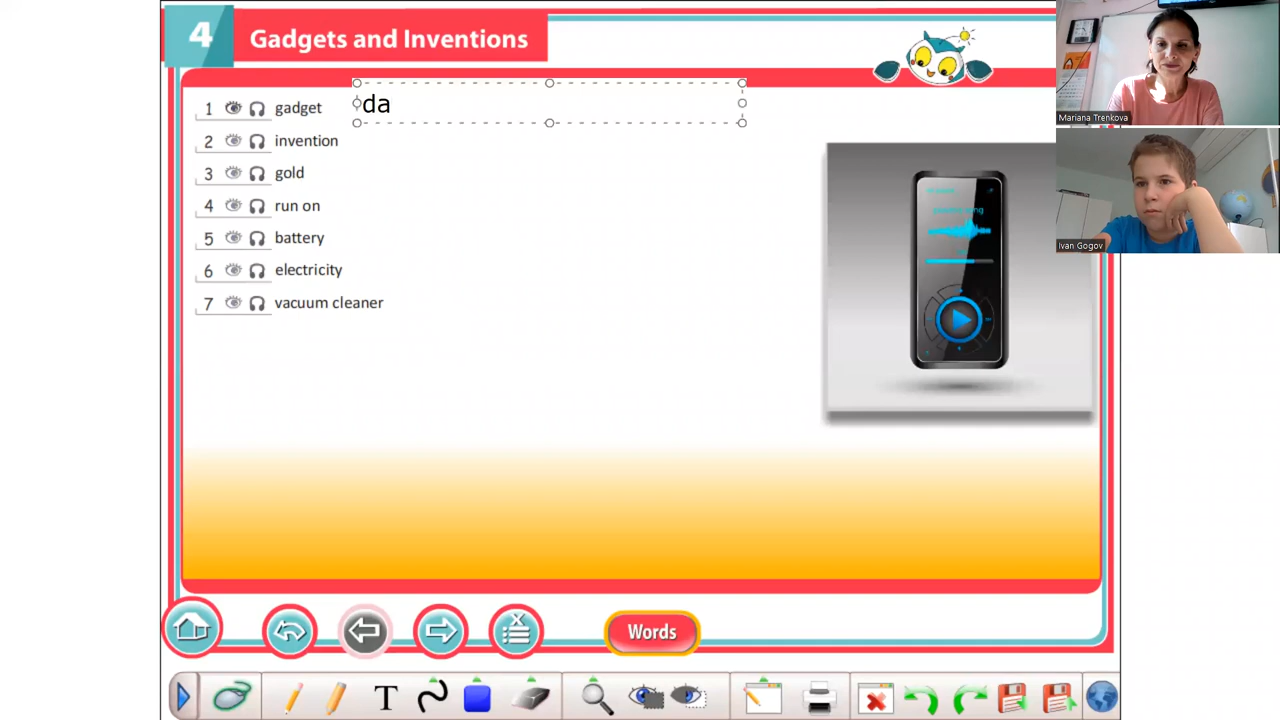 4
Gadgets and Inventions
1 gadget
da
2 invention
3 gold
4 run on
5 battery
6 electricity
7 vacuum cleaner
Words
T
Mariana Trenkova
Ivan Gogov